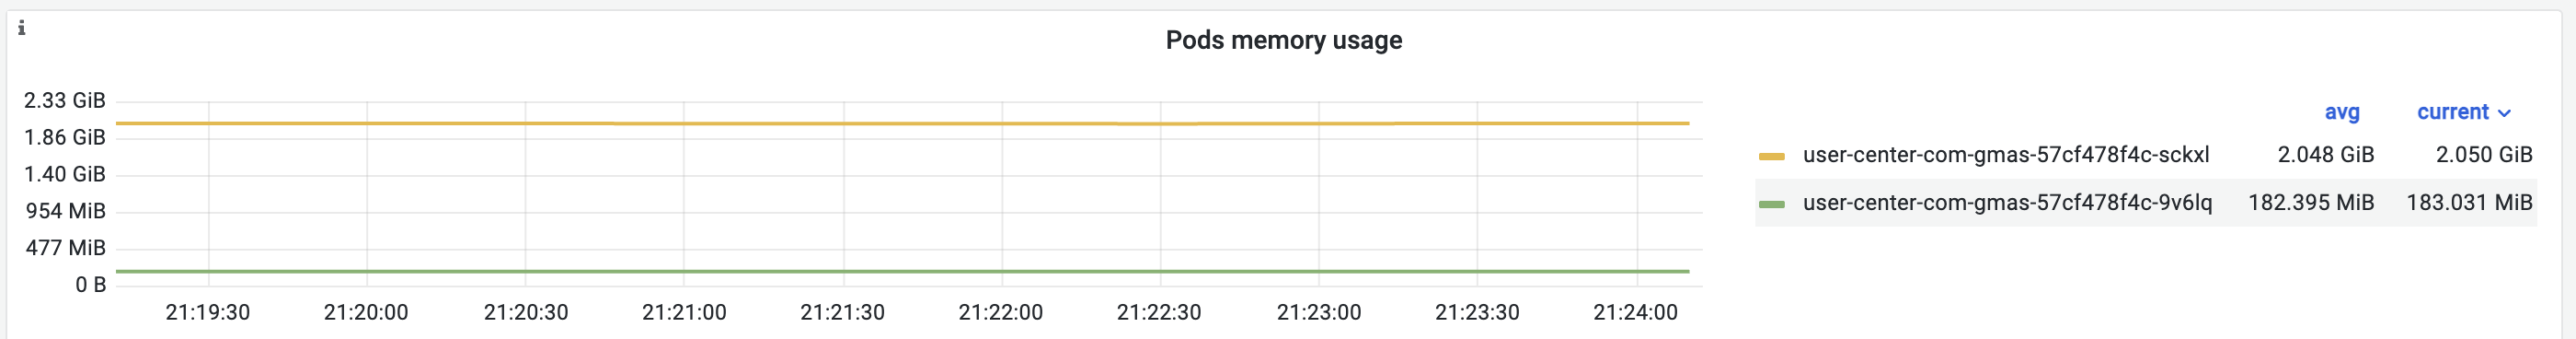 i
Pods memory usage
2.33 GiB
1.86 GiB
1.40 GiB
954 MiB
477 MiB
0 B
21:19:30 21:20:00 21:20:30 21:21:00 21:21:30 21:22:00 21:22:30 21:23:00 21:23:30 21:24:00
avg current
user-center-com-gmas-57cf478f4c-sckxl 2.048 GiB 2.050 GiB
user-center-com-gmas-57cf478f4c-9v6lq 182.395 MiB 183.031 MiB